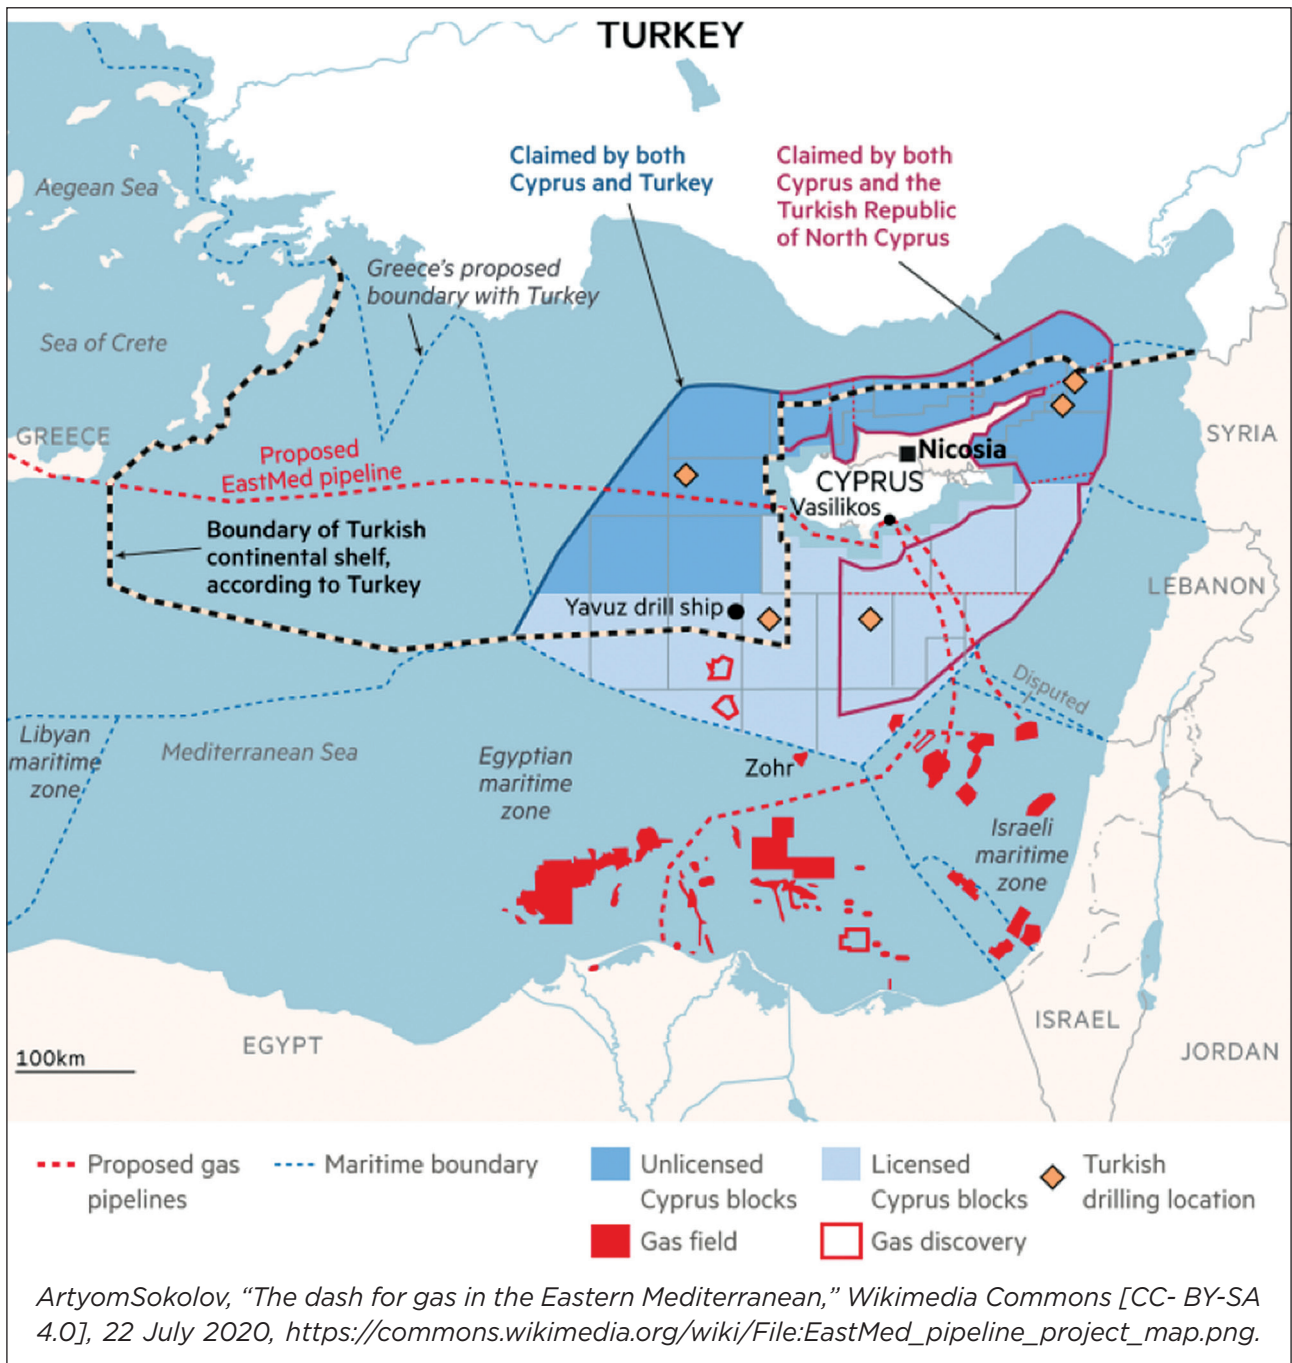 TURKEY
Claimed by both
Cyprus and Turkey
Claimed by both
Cyprus and the
Turkish Republic
of North Cyprus
Aegean Sea
Greece's proposed
boundary with Turkey
Sea of Crete
GREECE
Proposed
EastMed pipeline
Boundary of Turkish
continental shelf,
according to Turkey
Nicosia
CYPRUS
Vasilikos
SYRIA
LEBANON
Yavuz drill ship
Disputed
Libyan
maritime
zone
Mediterranean Sea
Egyptian
maritime
zone
Zohr
Israeli
maritime
zone
EGYPT
ISRAEL
JORDAN
100km
Proposed gas
pipelines
Maritime boundary
Unlicensed
Cyprus blocks
Licensed
Cyprus blocks
Turkish
drilling location
Gas field
Gas discovery
ArtyomSokolov, “The dash for gas in the Eastern Mediterranean,” Wikimedia Commons [CC- BY-SA
4.0], 22 July 2020, https://commons.wikimedia.org/wiki/File:EastMed_pipeline_project_map.png.